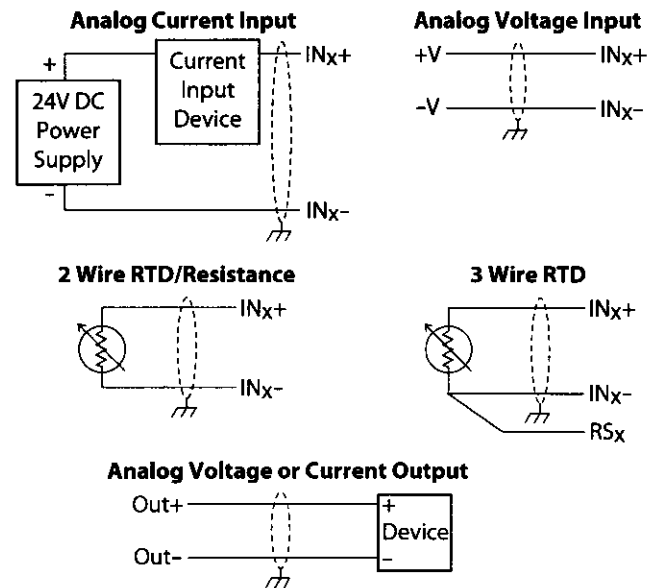 Analog Current Input
+
24V DC
Power
Supply
–
Current
Input
Device
INX+
INX–
Analog Voltage Input
+V
INX+
–V
INX–
2 Wire RTD/Resistance
INX+
INX–
3 Wire RTD
INX+
INX–
RSX
Analog Voltage or Current Output
Out+
Out–
+
Device
–